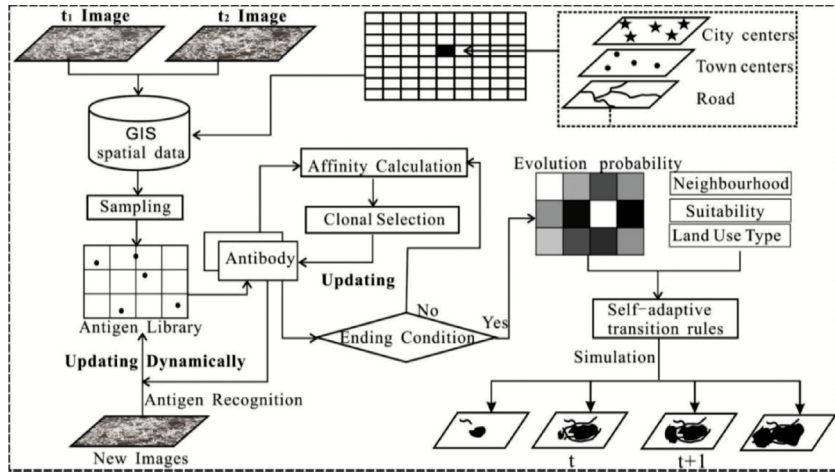 t₁ Image
t₂ Image
City centers
Town centers
Road
GIS
spatial data
Sampling
Antigen Library
Updating Dynamically
Antigen Recognition
New Images
Antibody
Affinity Calculation
Clonal Selection
Updating
No
Ending Condition
Yes
Evolution probability
Neighbourhood
Suitability
Land Use Type
Self-adaptive
transition rules
Simulation
t
t+1